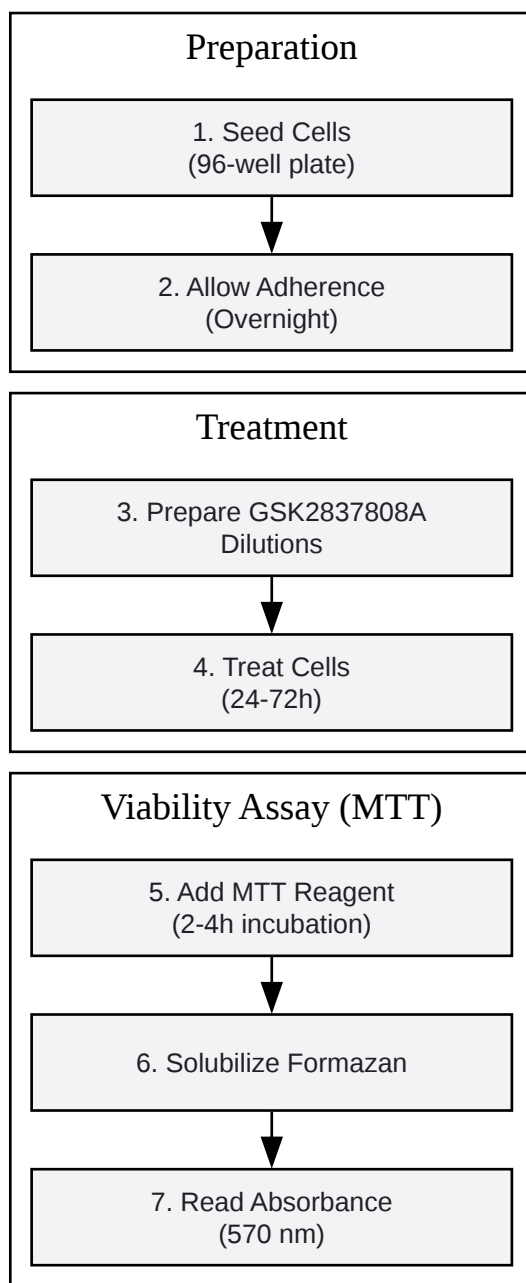 Preparation
1. Seed Cells
(96-well plate)
2. Allow Adherence
(Overnight)
Treatment
3. Prepare GSK2837808A
Dilutions
4. Treat Cells
(24-72h)
Viability Assay (MTT)
5. Add MTT Reagent
(2-4h incubation)
6. Solubilize Formazan
7. Read Absorbance
(570 nm)